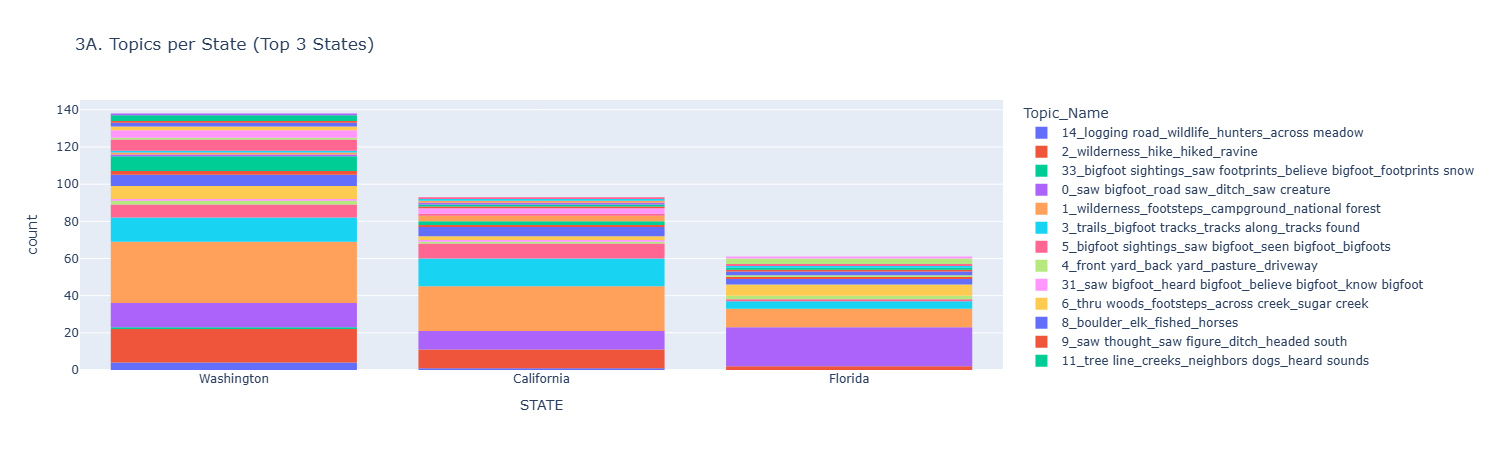 3A. Topics per State (Top 3 States)
count
140
120
100
80
60
40
20
0
Washington
California
Florida
STATE
Topic_Name
14_logging road_wildlife_hunters_across meadow
2_wilderness_hike_hiked_ravine
33_bigfoot sightings_saw footprints_believe bigfoot_footprints snow
0_saw bigfoot_road saw_ditch_saw creature
1_wilderness_footsteps_campground_national forest
3_trails_bigfoot tracks_tracks along_tracks found
5_bigfoot sightings_saw bigfoot_seen bigfoot_bigfoots
4_front yard_back yard_pasture_driveway
31_saw bigfoot_heard bigfoot_believe bigfoot_know bigfoot
6_thru woods_footsteps_across creek_sugar creek
8_boulder_elk_fished_horses
9_saw thought_saw figure_ditch_headed south
11_tree line_creeks_neighbors dogs_heard sounds